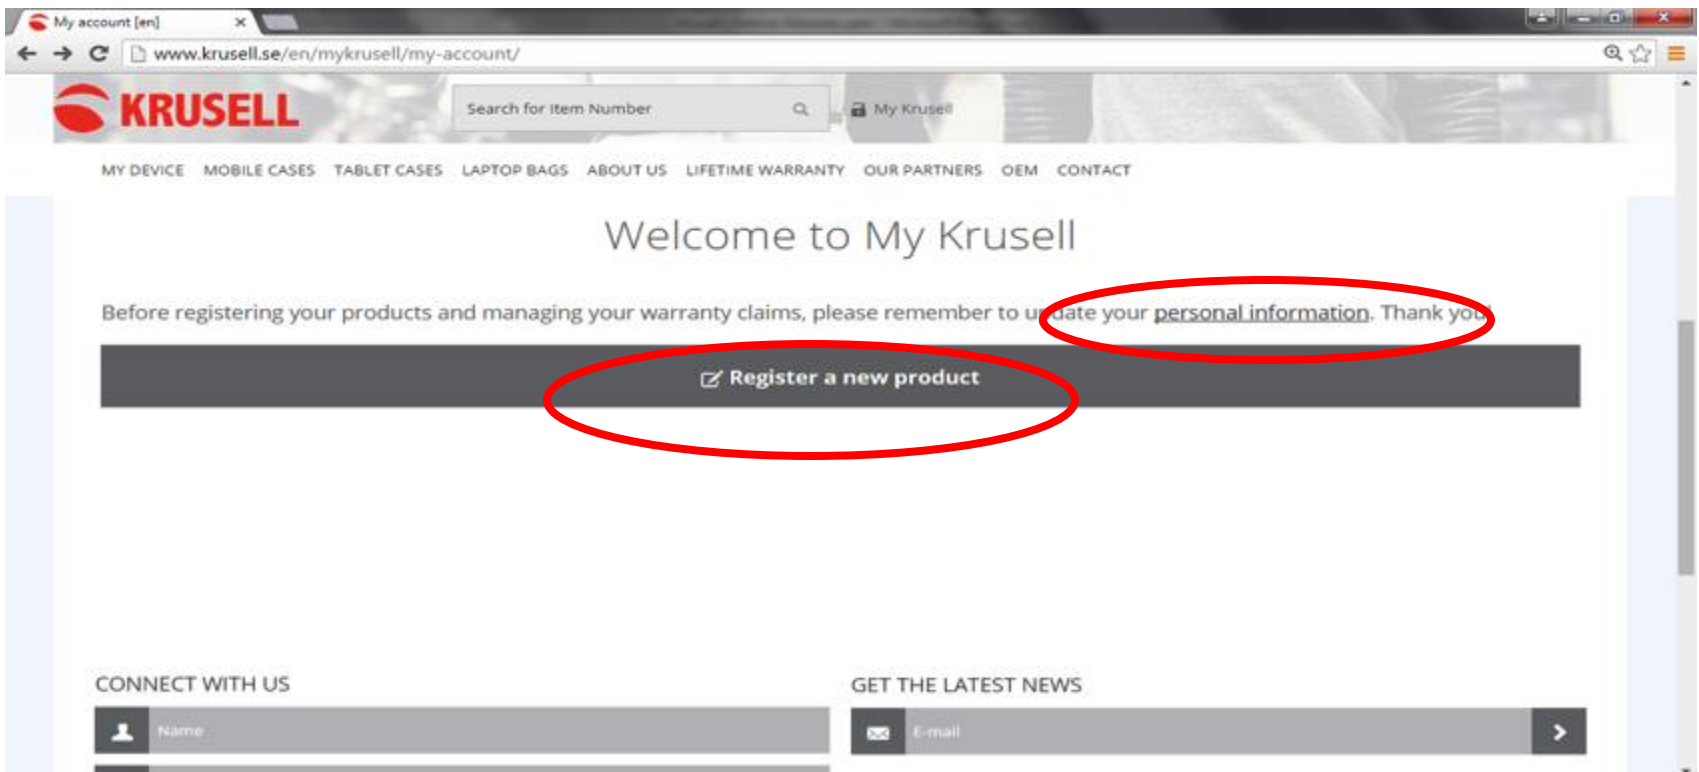 My account [en]
www.krusell.se/en/mykrusell/my-account/
KRUSELL
Search for Item Number
My Krusell
MY DEVICE MOBILE CASES TABLET CASES LAPTOP BAGS ABOUT US LIFETIME WARRANTY OUR PARTNERS OEM CONTACT
Welcome to My Krusell
Before registering your products and managing your warranty claims, please remember to update your personal information. Thank you!
Register a new product
CONNECT WITH US
GET THE LATEST NEWS
Name
E-mail